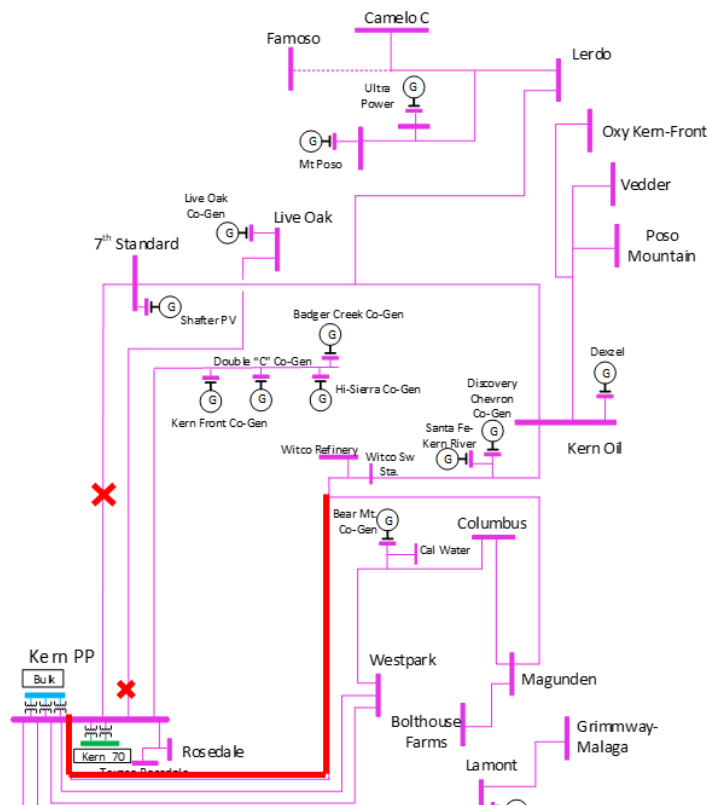 Camelo C
Famoso
Lerdo
Ultra
Power
G
Oxy Kern-Front
G
Mt Poso
Vedder
Live Oak
Co-Gen
G
Live Oak
Poso
Mountain
7th Standard
G
Shafter PV
Badger Creek Co-Gen
G
Double "C" Co-Gen
Dexzel
G
Hi-Sierra Co-Gen
G
G
G
Kern Front Co-Gen
Discovery
Chevron
Co-Gen
G
Santa Fe-
Kern River
G
Kern Oil
Witco Refinery
Witco Sw
Sta.
Bear Mt.
Co-Gen
G
Columbus
Cal Water
Kern PP
Bulk
Westpark
Magunden
Bolthouse
Farms
Grimmway-
Malaga
Rosedale
Kern 70
Lamont